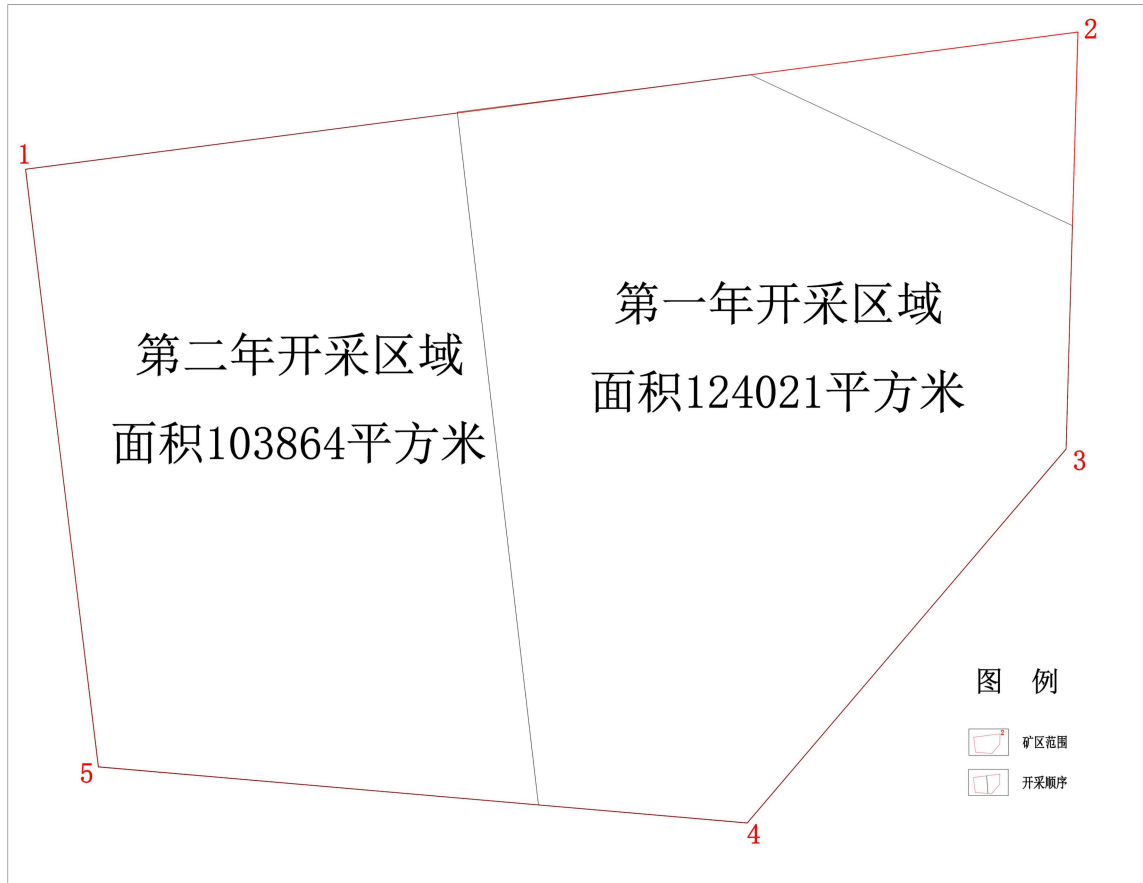 2
1
第一年开采区域
面积124021平方米
第二年开采区域
面积103864平方米
3
图 例
2
矿区范围
开采顺序
5
4